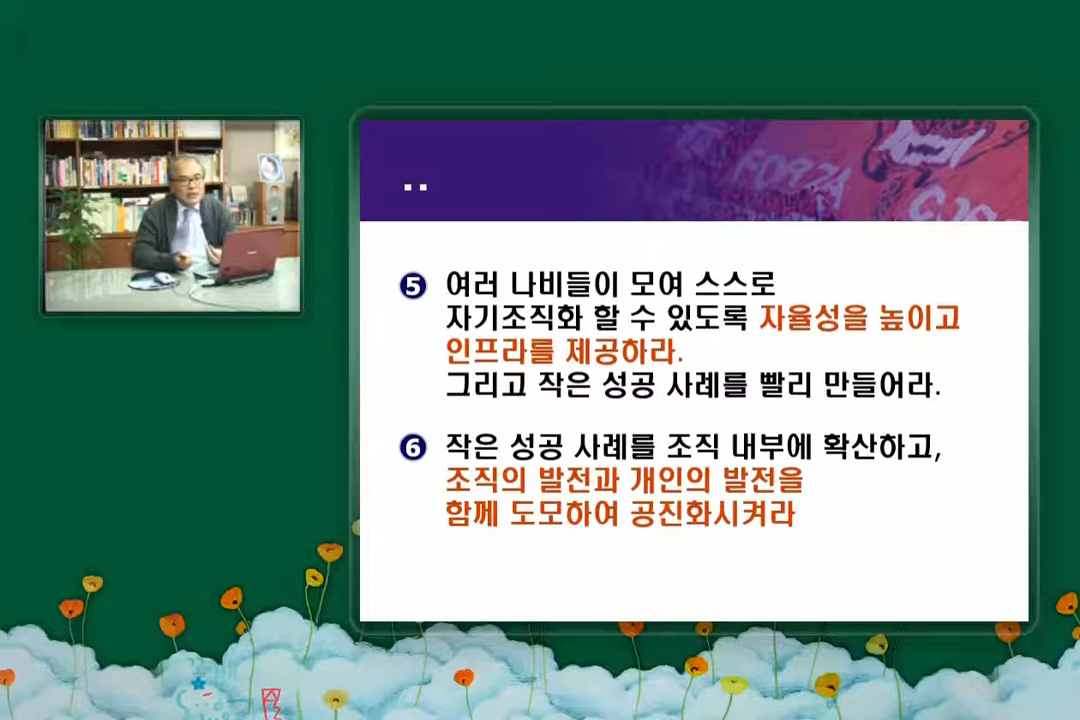 ..
❺ 여러 나비들이 모여 스스로
자기조직화 할 수 있도록 자율성을 높이고
인프라를 제공하라.
그리고 작은 성공 사례를 빨리 만들어라.
❻ 작은 성공 사례를 조직 내부에 확산하고,
조직의 발전과 개인의 발전을
함께 도모하여 공진화시켜라